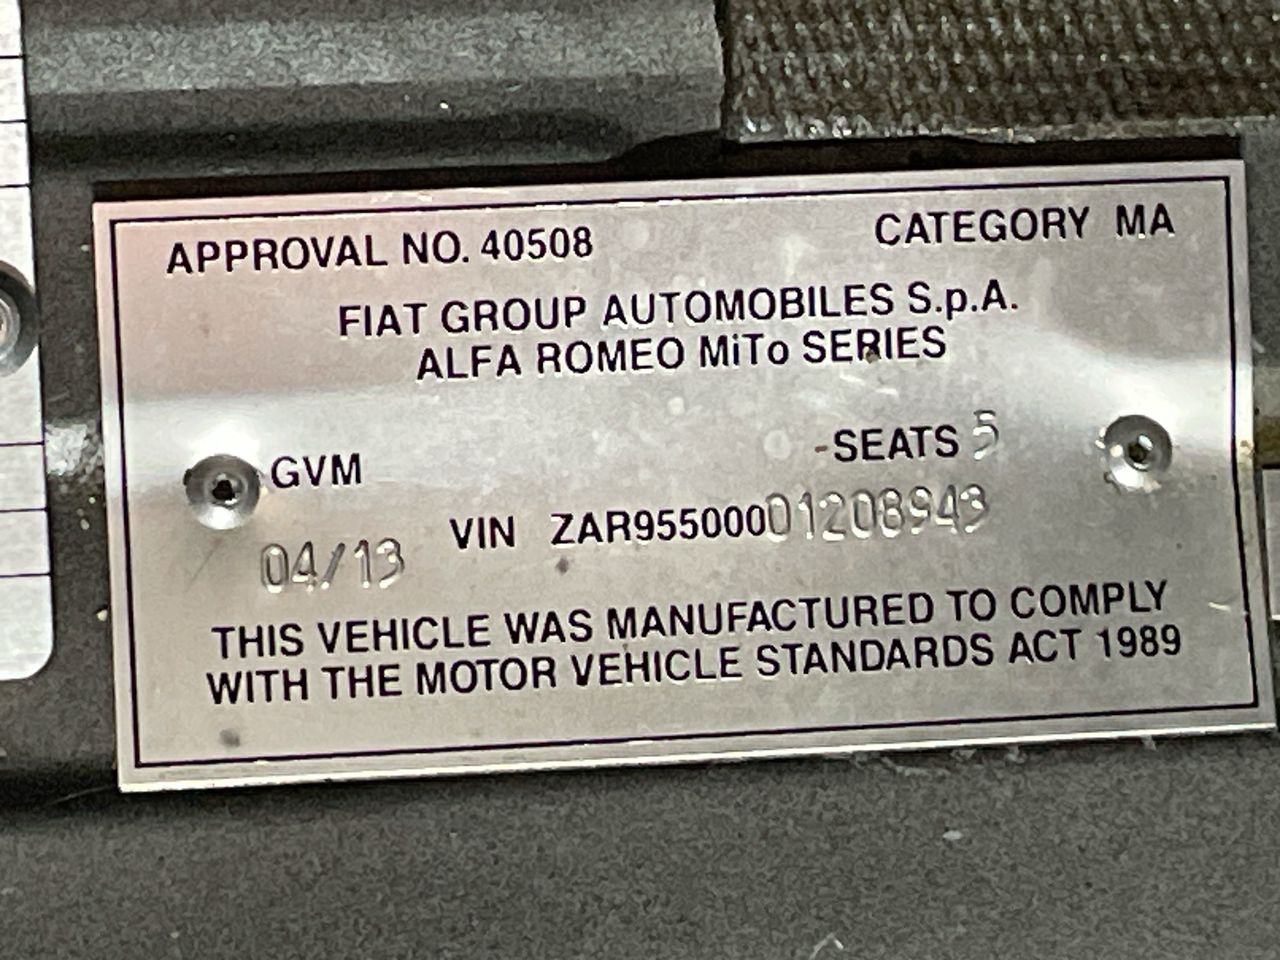 APPROVAL NO. 40508 CATEGORY MA
FIAT GROUP AUTOMOBILES S.p.A.
ALFA ROMEO MiTo SERIES
GVM -SEATS 5
04/13 VIN ZAR95500001208943
THIS VEHICLE WAS MANUFACTURED TO COMPLY
WITH THE MOTOR VEHICLE STANDARDS ACT 1989